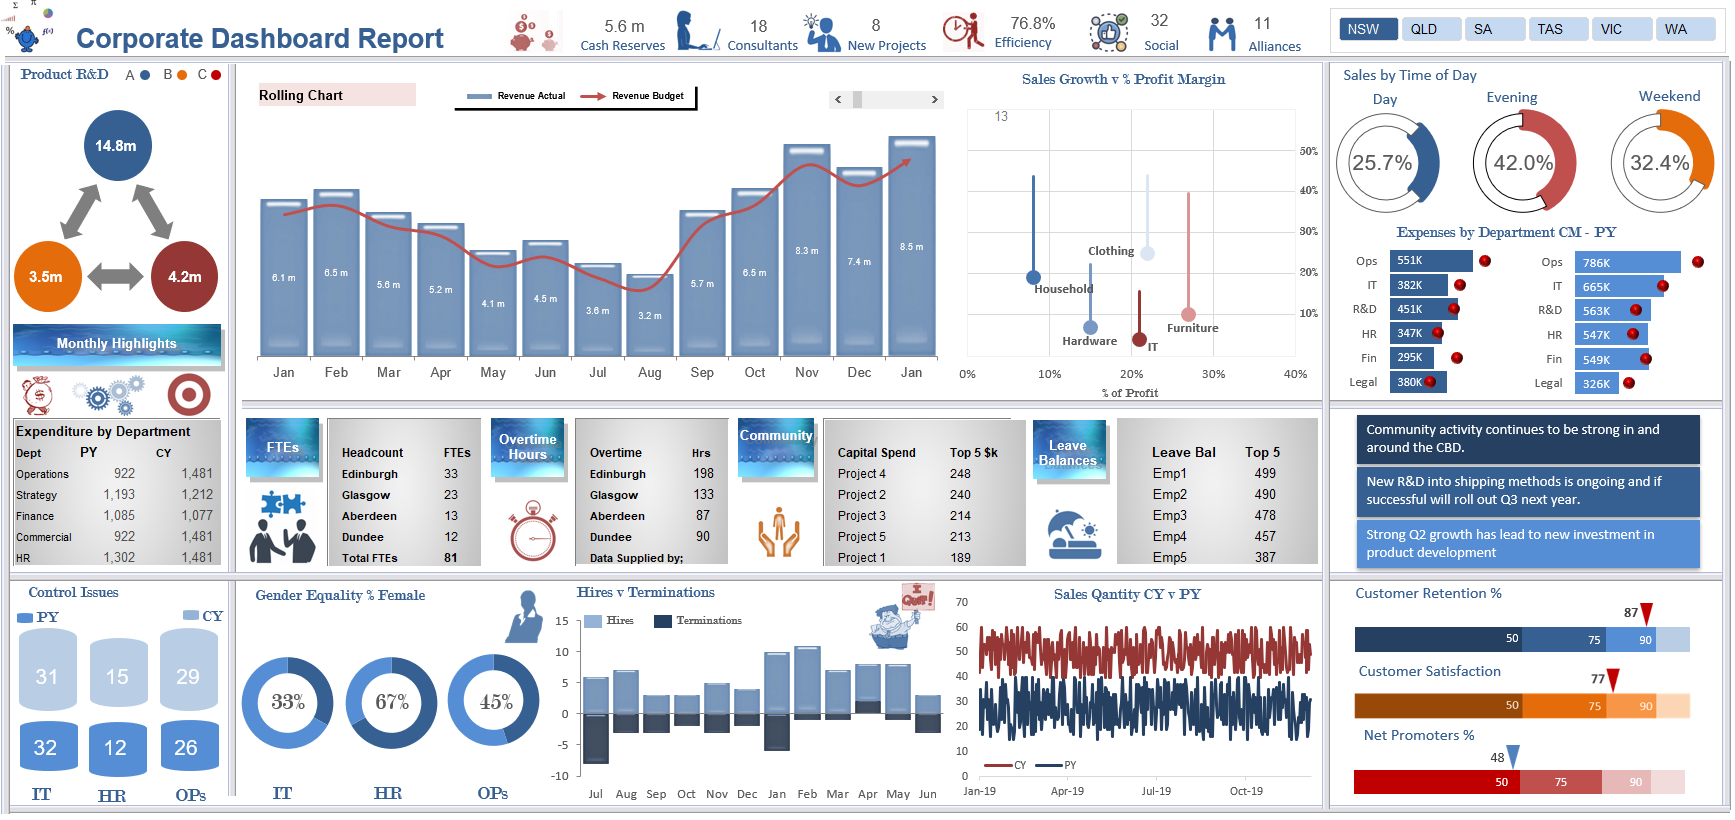 Σ π
% f(x)
Corporate Dashboard Report
5.6 m
Cash Reserves
18
Consultants
8
New Projects
76.8%
Efficiency
32
Social
11
Alliances
NSW QLD SA TAS VIC WA
Product R&D A B C
14.8m
3.5m 4.2m
Monthly Highlights
Expenditure by Department
Dept PY CY
Operations 922 1,481
Strategy 1,193 1,212
Finance 1,085 1,077
Commercial 922 1,481
HR 1,302 1,481
Rolling Chart
Revenue Actual Revenue Budget
6.1 m 6.5 m 5.6 m 5.2 m 4.1 m 4.5 m 3.6 m 3.2 m 5.7 m 6.5 m 8.3 m 7.4 m 8.5 m
Jan Feb Mar Apr May Jun Jul Aug Sep Oct Nov Dec Jan
Sales Growth v % Profit Margin
13
50%
40%
30%
20%
10%
Clothing
Household
Furniture
Hardware
IT
0% 10% 20% 30% 40%
% of Profit
Sales by Time of Day
Day Evening Weekend
25.7% 42.0% 32.4%
Expenses by Department CM - PY
Ops 551K Ops 786K
IT 382K IT 665K
R&D 451K R&D 563K
HR 347K HR 547K
Fin 295K Fin 549K
Legal 380K Legal 326K
FTEs
Headcount FTEs
Edinburgh 33
Glasgow 23
Aberdeen 13
Dundee 12
Total FTEs 81
Overtime
Hours
Overtime Hrs
Edinburgh 198
Glasgow 133
Aberdeen 87
Dundee 90
Data Supplied by;
Community
Capital Spend Top 5 $k
Project 4 248
Project 2 240
Project 3 214
Project 5 213
Project 1 189
Leave
Balances
Leave Bal Top 5
Emp1 499
Emp2 490
Emp3 478
Emp4 457
Emp5 387
Community activity continues to be strong in and
around the CBD.
New R&D into shipping methods is ongoing and if
successful will roll out Q3 next year.
Strong Q2 growth has lead to new investment in
product development
Control Issues
PY CY
31 15 29
32 12 26
IT HR OPs
Gender Equality % Female
33% 67% 45%
IT HR OPs
Hires v Terminations
I
Quit!
Hires Terminations
15
10
5
0
-5
-10
Jul Aug Sep Oct Nov Dec Jan Feb Mar Apr May Jun
Sales Qantity CY v PY
70
60
50
40
30
20
10
0
CY PY
Jan-19 Apr-19 Jul-19 Oct-19
Customer Retention %
87
50 75 90
Customer Satisfaction
77
50 75 90
Net Promoters %
48
50 75 90